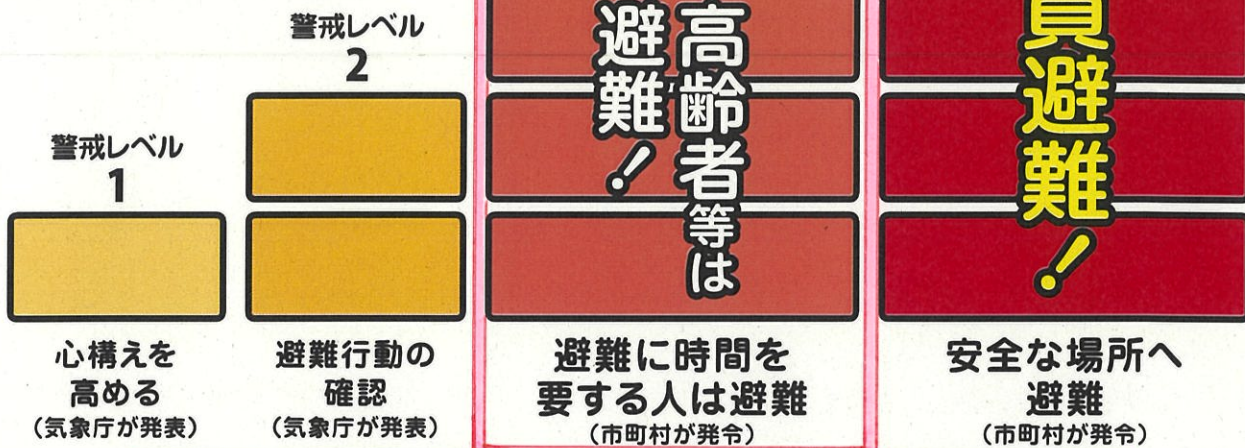 警戒レベル
1
心構えを
高める
(気象庁が発表)
警戒レベル
2
避難行動の
確認
(気象庁が発表)
高齢者等は
避難!
避難に時間を
要する人は避難
(市町村が発令)
員避難!
安全な場所へ
避難
(市町村が発令)